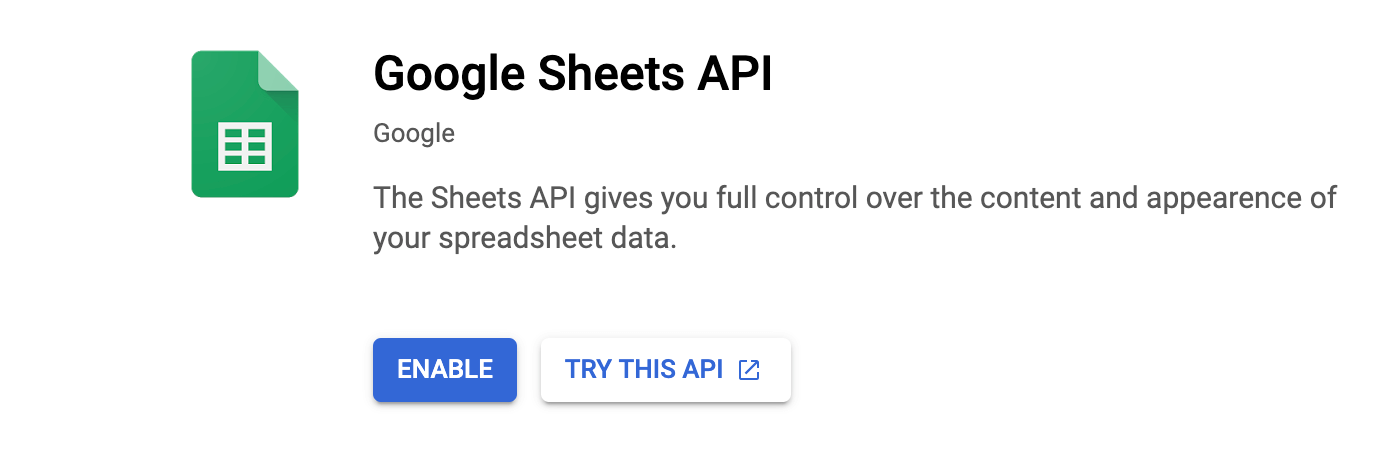 Google Sheets API
Google
The Sheets API gives you full control over the content and appearence of
your spreadsheet data.
ENABLE
TRY THIS API